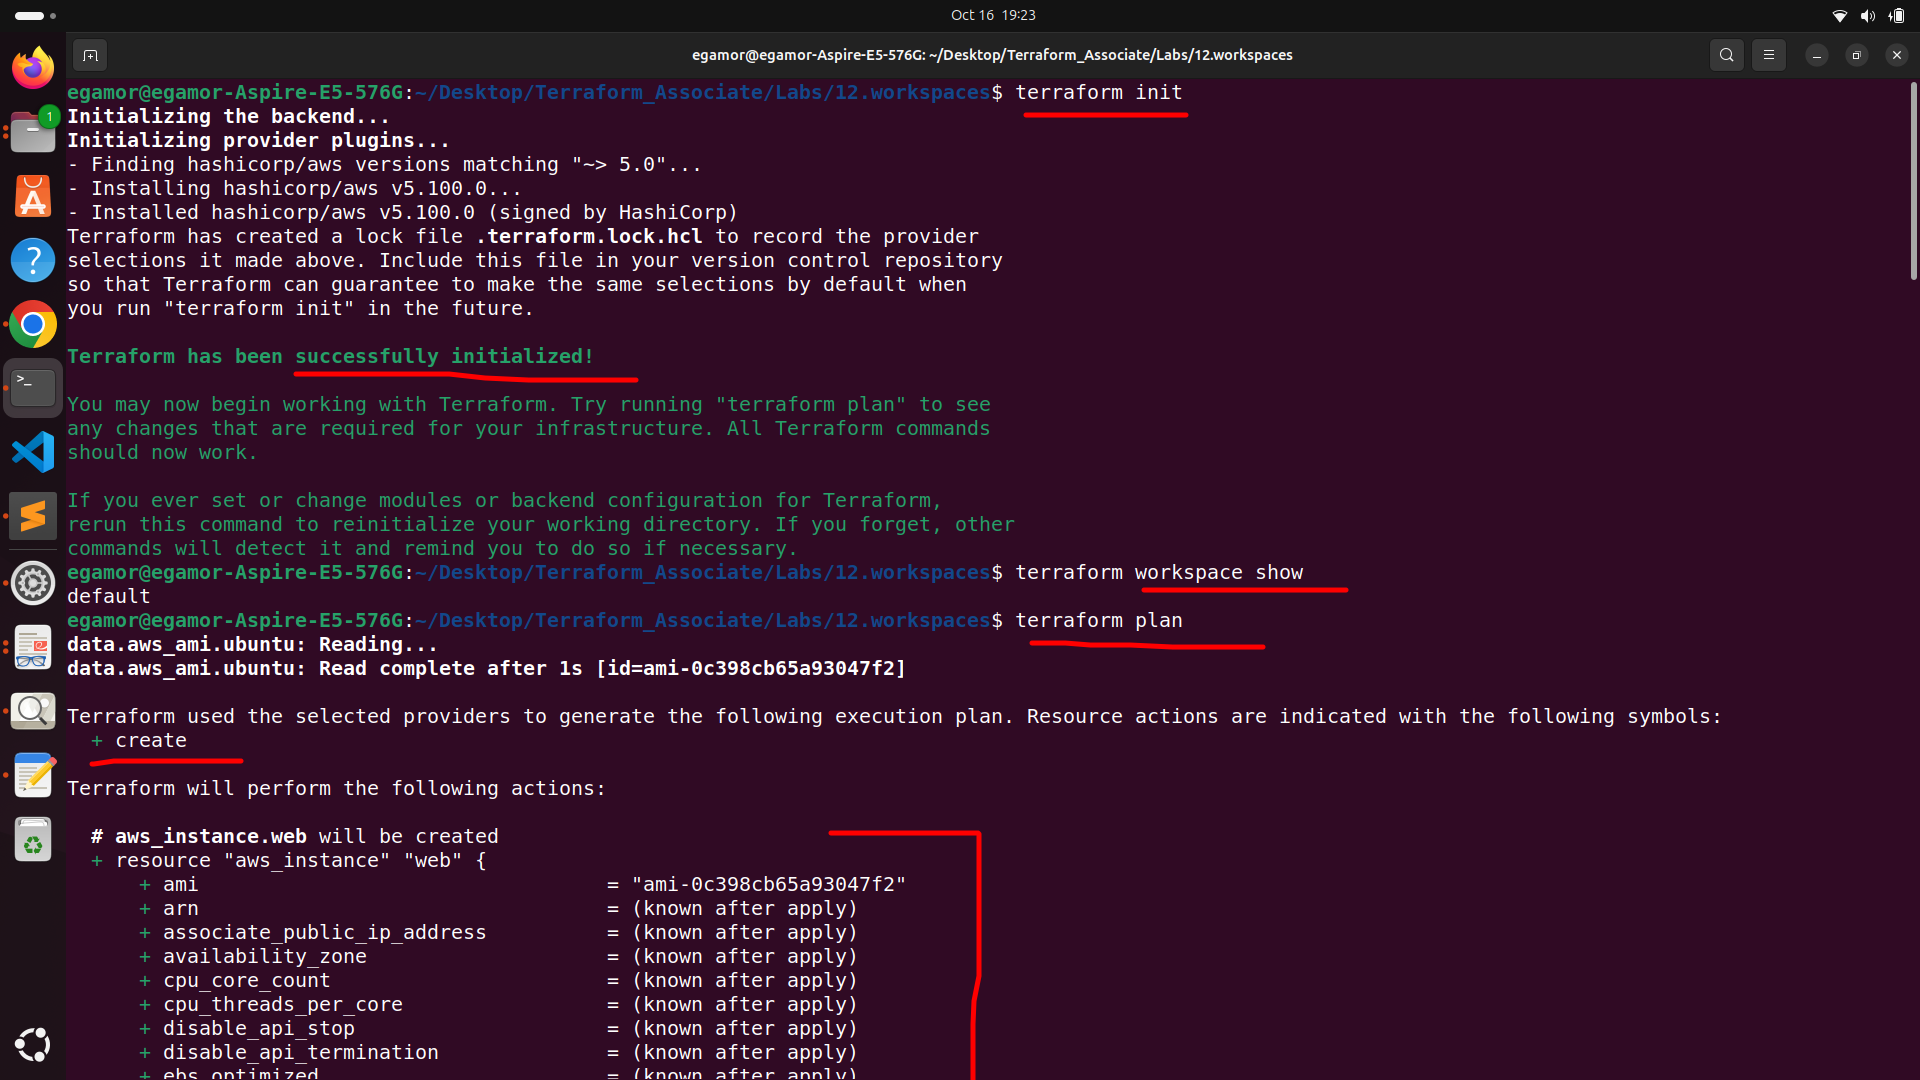 Oct 16 19:23
egamor@egamor-Aspire-E5-576G: ~/Desktop/Terraform_Associate/Labs/12.workspaces
egamor@egamor-Aspire-E5-576G:~/Desktop/Terraform_Associate/Labs/12.workspaces$ terraform init
Initializing the backend...
Initializing provider plugins...
- Finding hashicorp/aws versions matching "~> 5.0"...
- Installing hashicorp/aws v5.100.0...
- Installed hashicorp/aws v5.100.0 (signed by HashiCorp)
Terraform has created a lock file .terraform.lock.hcl to record the provider
selections it made above. Include this file in your version control repository
so that Terraform can guarantee to make the same selections by default when
you run "terraform init" in the future.
Terraform has been successfully initialized!
You may now begin working with Terraform. Try running "terraform plan" to see
any changes that are required for your infrastructure. All Terraform commands
should now work.
If you ever set or change modules or backend configuration for Terraform,
rerun this command to reinitialize your working directory. If you forget, other
commands will detect it and remind you to do so if necessary.
egamor@egamor-Aspire-E5-576G:~/Desktop/Terraform_Associate/Labs/12.workspaces$ terraform workspace show
default
egamor@egamor-Aspire-E5-576G:~/Desktop/Terraform_Associate/Labs/12.workspaces$ terraform plan
data.aws_ami.ubuntu: Reading...
data.aws_ami.ubuntu: Read complete after 1s [id=ami-0c398cb65a93047f2]
Terraform used the selected providers to generate the following execution plan. Resource actions are indicated with the following symbols:
+ create
Terraform will perform the following actions:
# aws_instance.web will be created
+ resource "aws_instance" "web" {
+ ami = "ami-0c398cb65a93047f2"
+ arn = (known after apply)
+ associate_public_ip_address = (known after apply)
+ availability_zone = (known after apply)
+ cpu_core_count = (known after apply)
+ cpu_threads_per_core = (known after apply)
+ disable_api_stop = (known after apply)
+ disable_api_termination = (known after apply)
+ ebs_optimized = (known after apply)
1